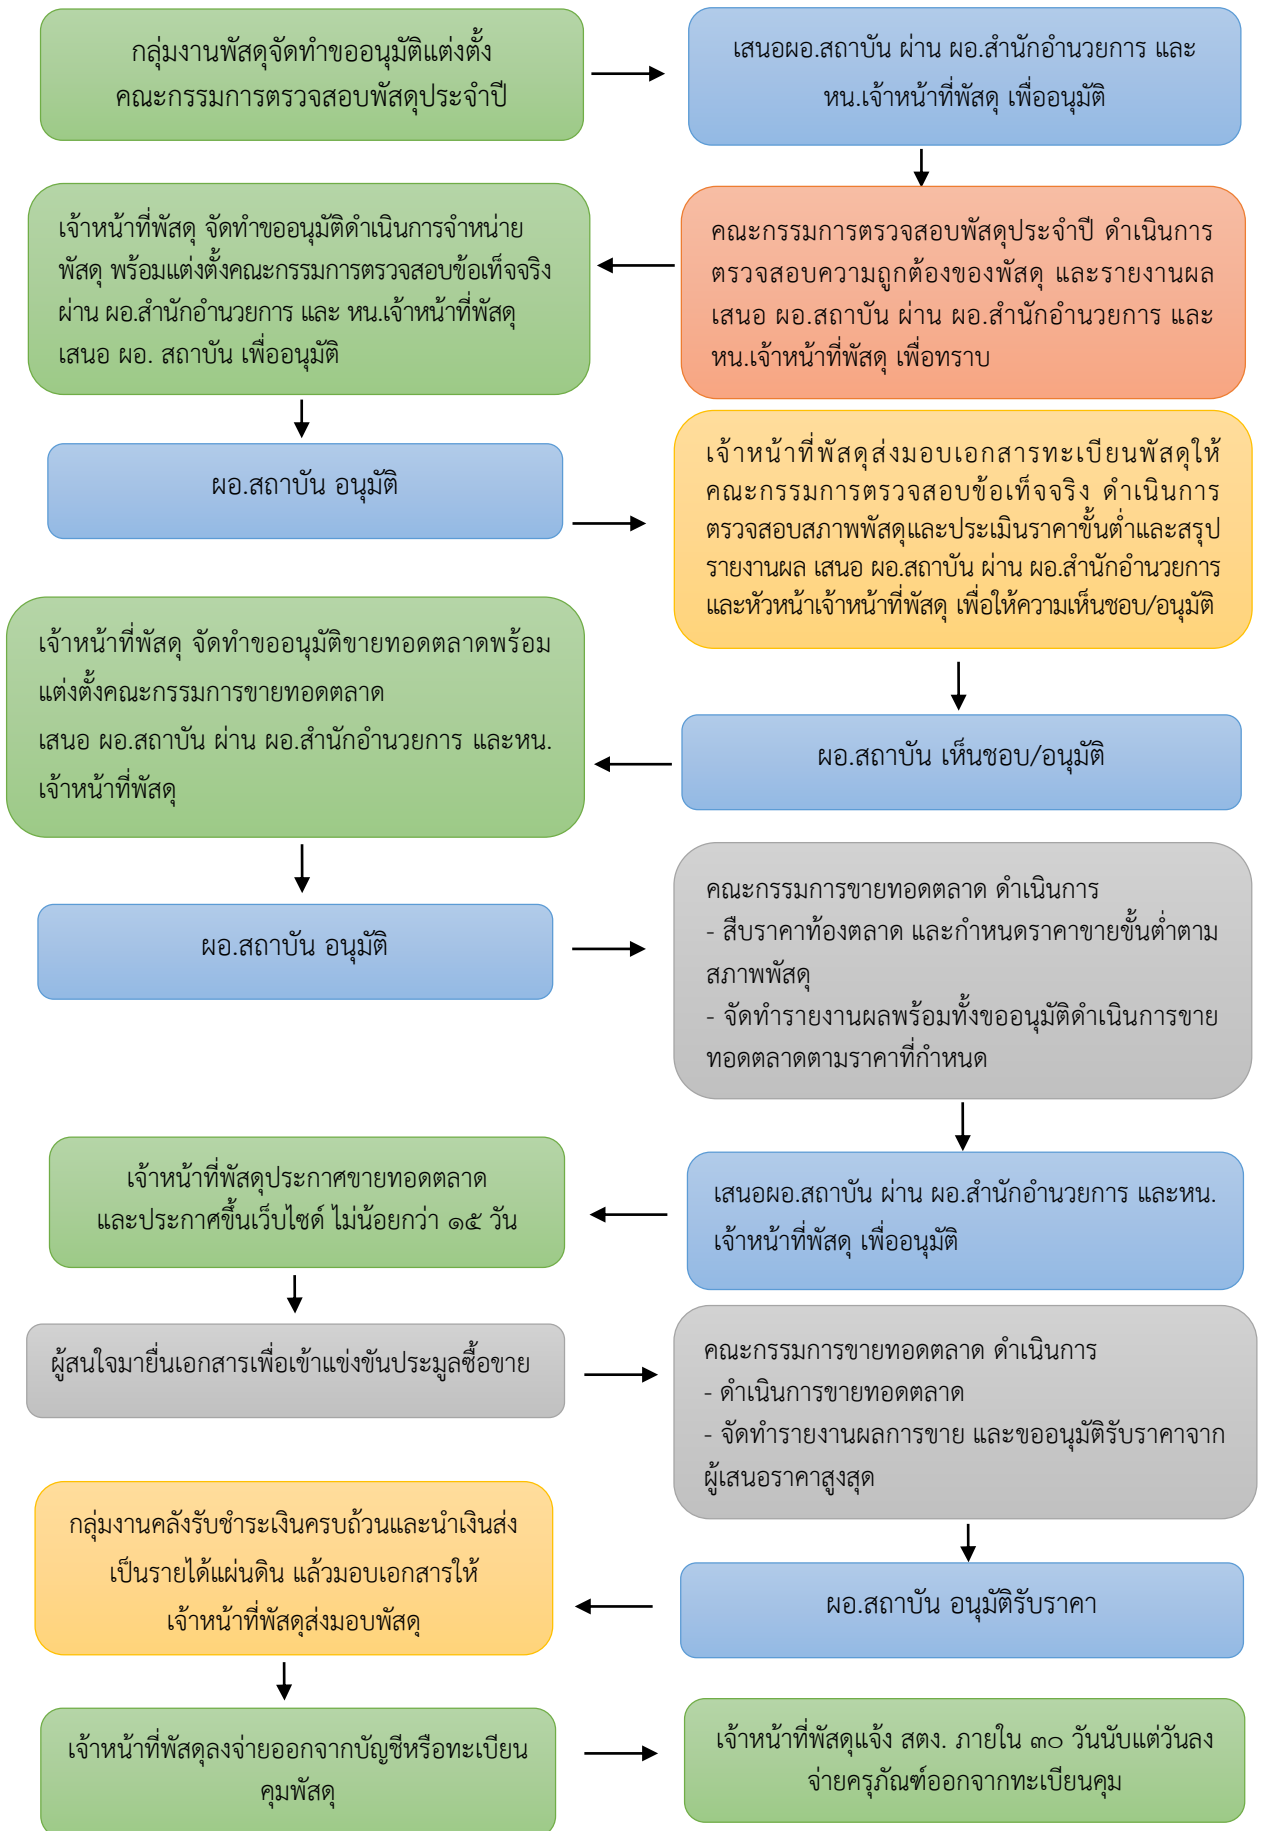 กลุ่มงานพัสดุจัดทำขออนุมัติแต่งตั้ง
คณะกรรมการตรวจสอบพัสดุประจำปี
เสนอผอ.สถาบัน ผ่าน ผอ.สำนักอำนวยการ และ
หน.เจ้าหน้าที่พัสดุ เพื่ออนุมัติ
คณะกรรมการตรวจสอบพัสดุประจำปี ดำเนินการ
ตรวจสอบความถูกต้องของพัสดุ และรายงานผล
เสนอ ผอ.สถาบัน ผ่าน ผอ.สำนักอำนวยการ และ
หน.เจ้าหน้าที่พัสดุ เพื่อทราบ
เจ้าหน้าที่พัสดุ จัดทำขออนุมัติดำเนินการจำหน่าย
พัสดุ พร้อมแต่งตั้งคณะกรรมการตรวจสอบข้อเท็จจริง
ผ่าน ผอ.สำนักอำนวยการ และ หน.เจ้าหน้าที่พัสดุ
เสนอ ผอ. สถาบัน เพื่ออนุมัติ
ผอ.สถาบัน อนุมัติ
เจ้าหน้าที่พัสดุส่งมอบเอกสารทะเบียนพัสดุให้
คณะกรรมการตรวจสอบข้อเท็จจริง ดำเนินการ
ตรวจสอบสภาพพัสดุและประเมินราคาขั้นต่ำและสรุป
รายงานผล เสนอ ผอ.สถาบัน ผ่าน ผอ.สำนักอำนวยการ
และหัวหน้าเจ้าหน้าที่พัสดุ เพื่อให้ความเห็นชอบ/อนุมัติ
ผอ.สถาบัน เห็นชอบ/อนุมัติ
เจ้าหน้าที่พัสดุ จัดทำขออนุมัติขายทอดตลาดพร้อม
แต่งตั้งคณะกรรมการขายทอดตลาด
เสนอ ผอ.สถาบัน ผ่าน ผอ.สำนักอำนวยการ และหน.
เจ้าหน้าที่พัสดุ
ผอ.สถาบัน อนุมัติ
คณะกรรมการขายทอดตลาด ดำเนินการ
- สืบราคาท้องตลาด และกำหนดราคาขายขั้นต่ำตาม
สภาพพัสดุ
- จัดทำรายงานผลพร้อมทั้งขออนุมัติดำเนินการขาย
ทอดตลาดตามราคาที่กำหนด
เสนอผอ.สถาบัน ผ่าน ผอ.สำนักอำนวยการ และหน.
เจ้าหน้าที่พัสดุ เพื่ออนุมัติ
เจ้าหน้าที่พัสดุประกาศขายทอดตลาด
และประกาศขึ้นเว็บไซด์ ไม่น้อยกว่า ๑๕ วัน
ผู้สนใจมายื่นเอกสารเพื่อเข้าแข่งขันประมูลซื้อขาย
คณะกรรมการขายทอดตลาด ดำเนินการ
- ดำเนินการขายทอดตลาด
- จัดทำรายงานผลการขาย และขออนุมัติรับราคาจาก
ผู้เสนอราคาสูงสุด
ผอ.สถาบัน อนุมัติรับราคา
กลุ่มงานคลังรับชำระเงินครบถ้วนและนำเงินส่ง
เป็นรายได้แผ่นดิน แล้วมอบเอกสารให้
เจ้าหน้าที่พัสดุส่งมอบพัสดุ
เจ้าหน้าที่พัสดุลงจ่ายออกจากบัญชีหรือทะเบียน
คุมพัสดุ
เจ้าหน้าที่พัสดุแจ้ง สตง. ภายใน ๓๐ วันนับแต่วันลง
จ่ายครุภัณฑ์ออกจากทะเบียนคุม